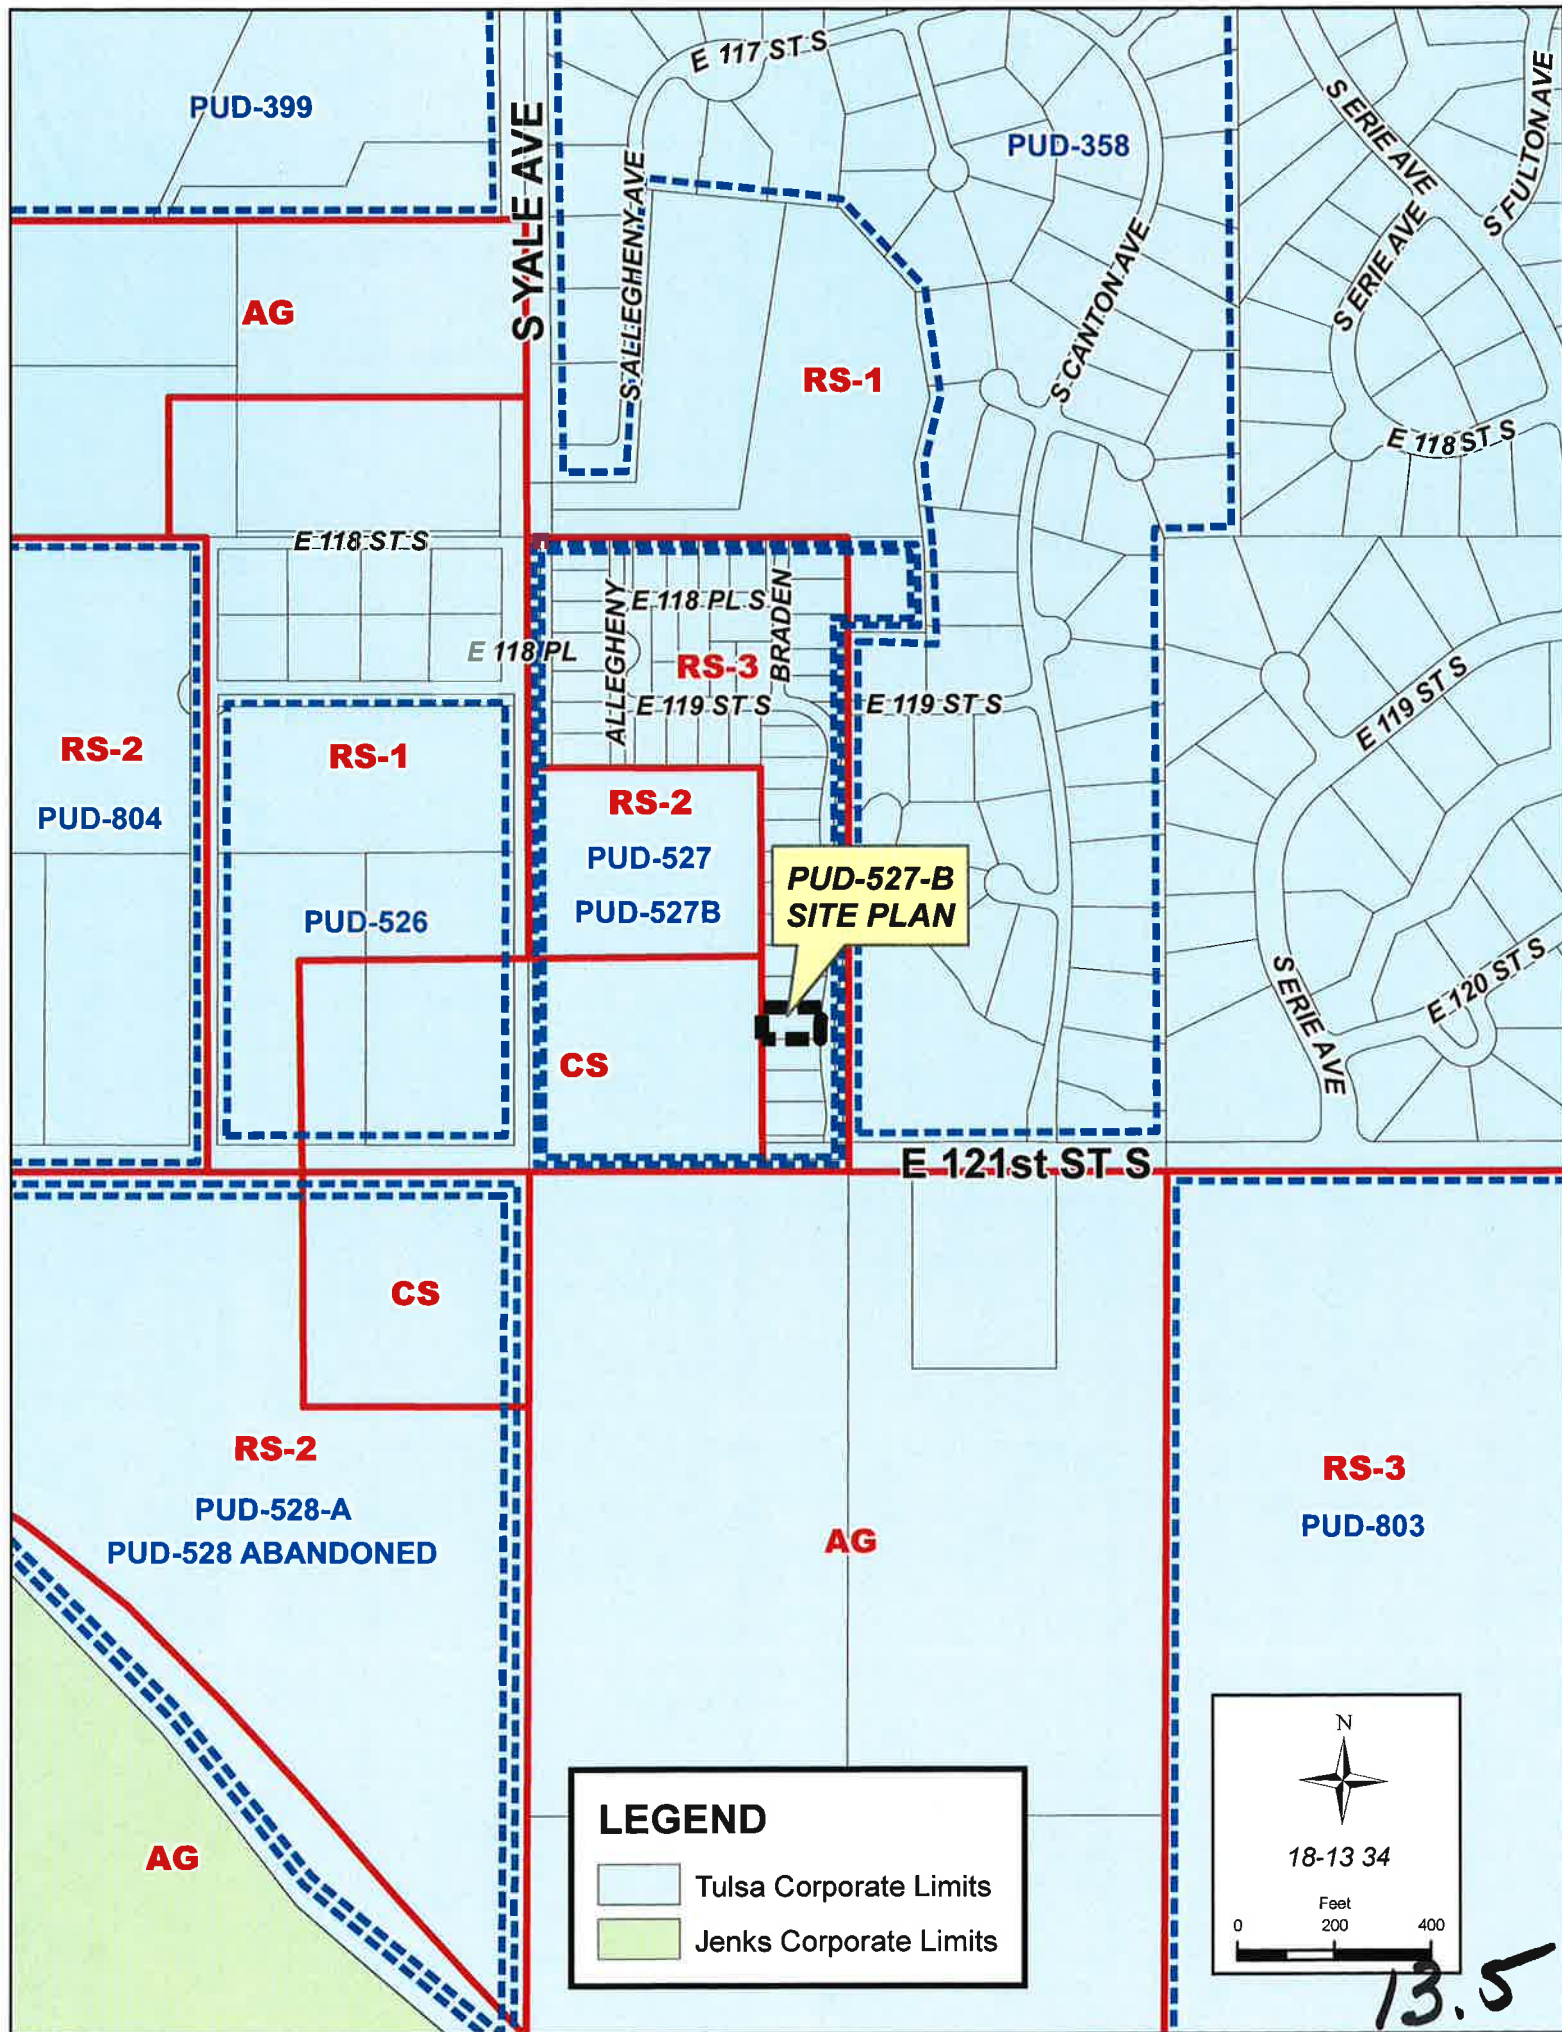 E 117 ST S
PUD-399
PUD-358
S ERIE AVE
S FULTON AVE
S YALE AVE
S ALLEGHENY AVE
S CANTON AVE
S ERIE AVE
AG
RS-1
E 118 ST S
E 118 ST S
ALLEGHENY
E 118 PL S
BRADEN
E 118 PL
RS-3
E 119 ST S
E 119 ST S
E 119 ST S
RS-2
PUD-804
RS-1
RS-2
PUD-527
PUD-527B
PUD-526
PUD-527-B
SITE PLAN
S ERIE AVE
E 120 ST S
CS
E 121st ST S
CS
RS-2
PUD-528-A
PUD-528 ABANDONED
AG
RS-3
PUD-803
AG
LEGEND
Tulsa Corporate Limits
Jenks Corporate Limits
N
18-13 34
Feet
0 200 400
13.5